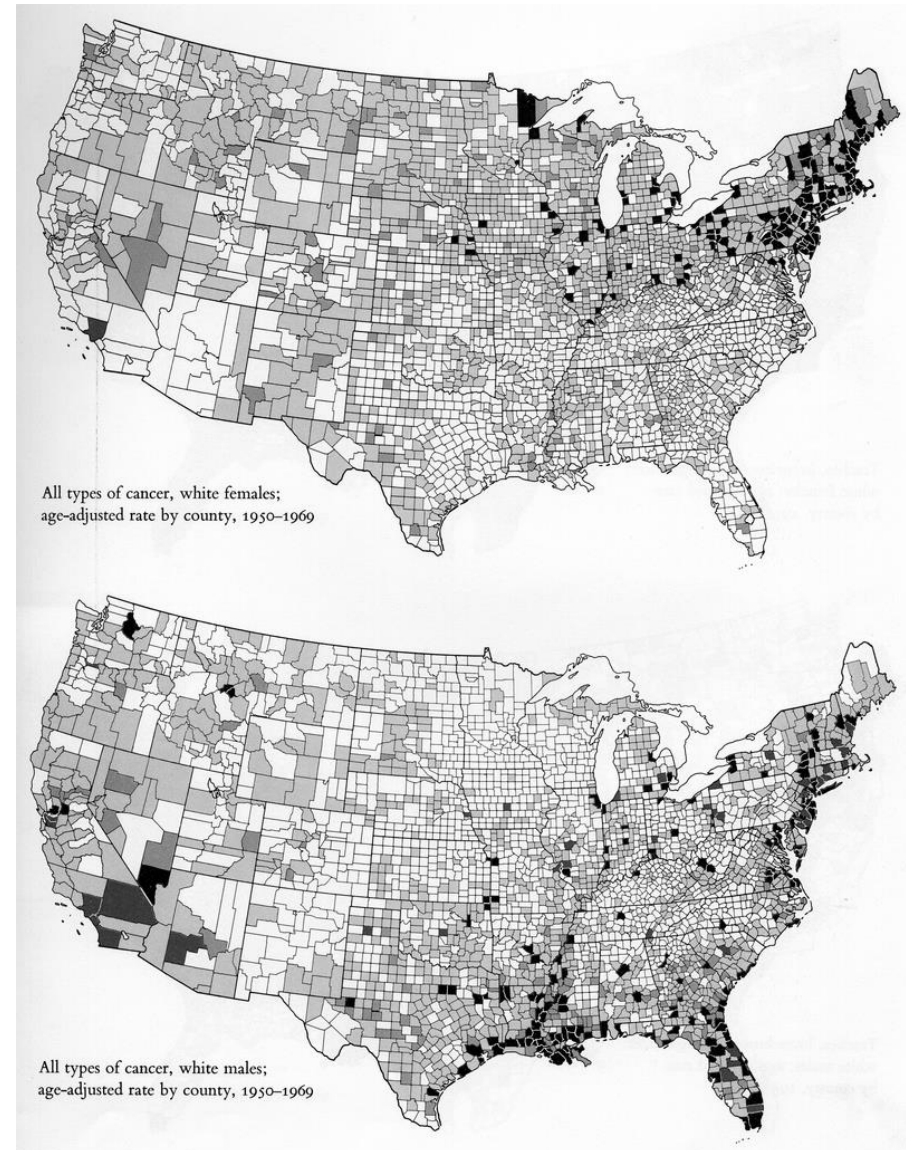 All types of cancer, white females;
age-adjusted rate by county, 1950–1969
All types of cancer, white males;
age-adjusted rate by county, 1950–1969